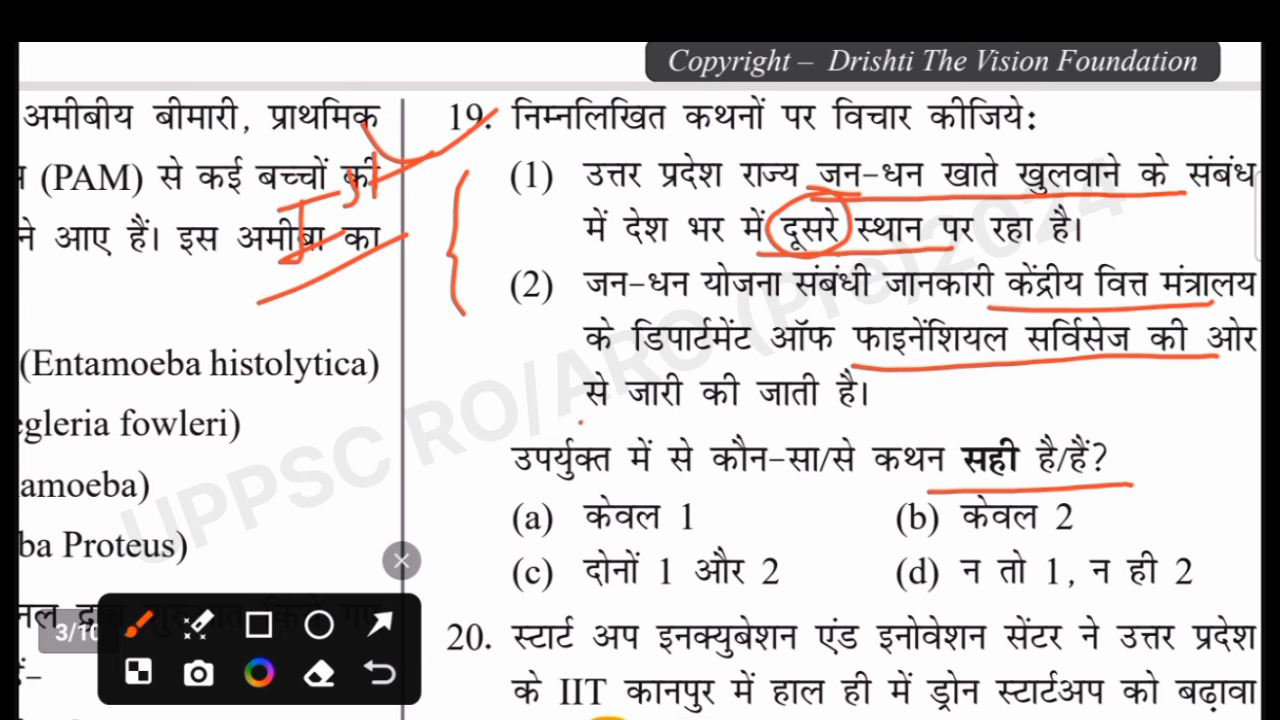 Copyright – Drishti The Vision Foundation
अमीबीय बीमारी, प्राथमिक
(PAM) से कई बच्चों की
ने आए हैं। इस अमीबा का
(Entamoeba histolytica)
egleria fowleri)
amoeba)
ba Proteus)
19. निम्नलिखित कथनों पर विचार कीजिये:
(1) उत्तर प्रदेश राज्य जन-धन खाते खुलवाने के संबंध
में देश भर में दूसरे स्थान पर रहा है।
(2) जन-धन योजना संबंधी जानकारी केंद्रीय वित्त मंत्रालय
के डिपार्टमेंट ऑफ फाइनेंशियल सर्विसेज की ओर
से जारी की जाती है।
उपर्युक्त में से कौन-सा/से कथन सही है/हैं?
(a) केवल 1 (b) केवल 2
(c) दोनों 1 और 2 (d) न तो 1, न ही 2
20. स्टार्ट अप इनक्युबेशन एंड इनोवेशन सेंटर ने उत्तर प्रदेश
के IIT कानपुर में हाल ही में ड्रोन स्टार्टअप को बढ़ावा
UPPSC RO/ARO (Pre) 2024
3/10